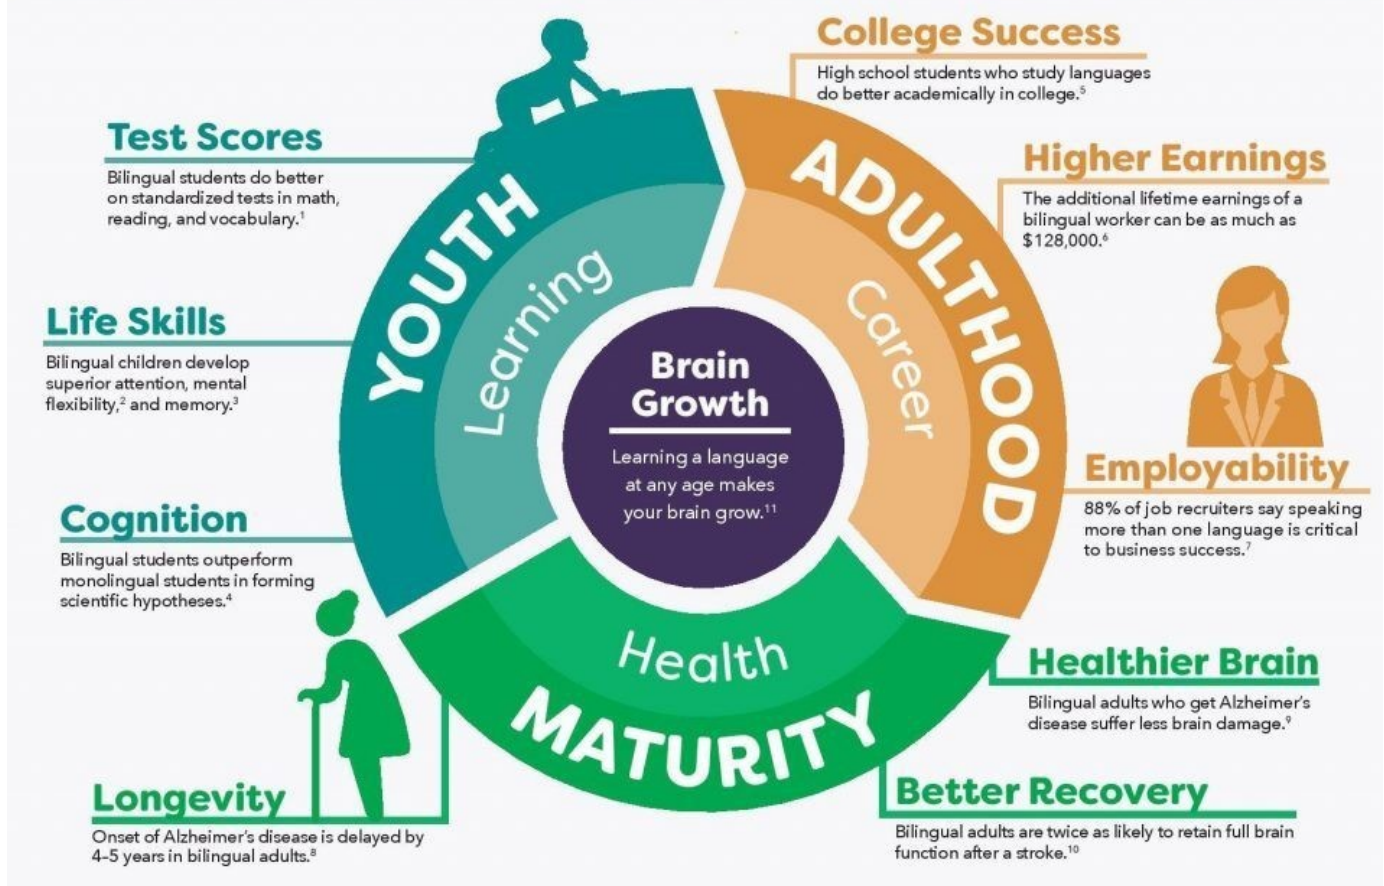 College Success
High school students who study languages
do better academically in college.⁵
Test Scores
Bilingual students do better
on standardized tests in math,
reading, and vocabulary.¹
Higher Earnings
The additional lifetime earnings of a
bilingual worker can be as much as
$128,000.⁶
YOUTH
Learning
ADULTHOOD
Career
Life Skills
Bilingual children develop
superior attention, mental
flexibility,² and memory.³
Brain
Growth
Learning a language
at any age makes
your brain grow.¹¹
Employability
88% of job recruiters say speaking
more than one language is critical
to business success.⁷
Cognition
Bilingual students outperform
monolingual students in forming
scientific hypotheses.⁴
Health
MATURITY
Healthier Brain
Bilingual adults who get Alzheimer's
disease suffer less brain damage.⁹
Longevity
Onset of Alzheimer's disease is delayed by
4-5 years in bilingual adults.⁸
Better Recovery
Bilingual adults are twice as likely to retain full brain
function after a stroke.¹⁰